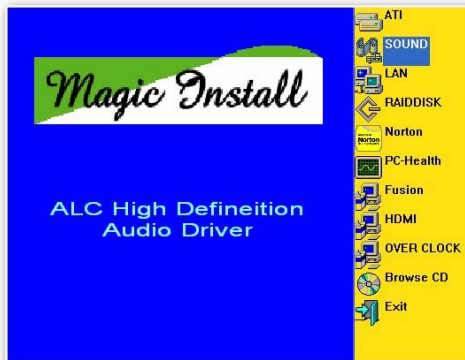 Magic Install
ALC High Defineition
Audio Driver
ATI
SOUND
LAN
RAIDDISK
Norton
PC-Health
Fusion
HDMI
OVER CLOCK
Browse CD
Exit